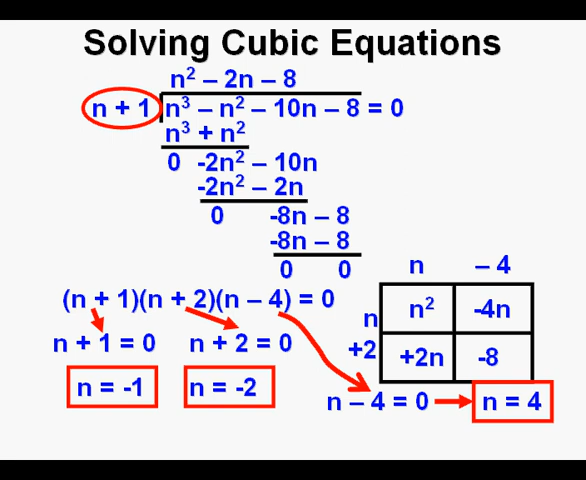 Solving Cubic Equations
n² – 2n – 8
n + 1 n³ – n² – 10n – 8 = 0
n³ + n²
0 -2n² – 10n
-2n² – 2n
0 -8n – 8
-8n – 8
0 0
(n + 1)(n + 2)(n – 4) = 0
n + 1 = 0 n + 2 = 0
n = -1 n = -2
n – 4
n n² -4n
+2 +2n -8
n – 4 = 0 n = 4